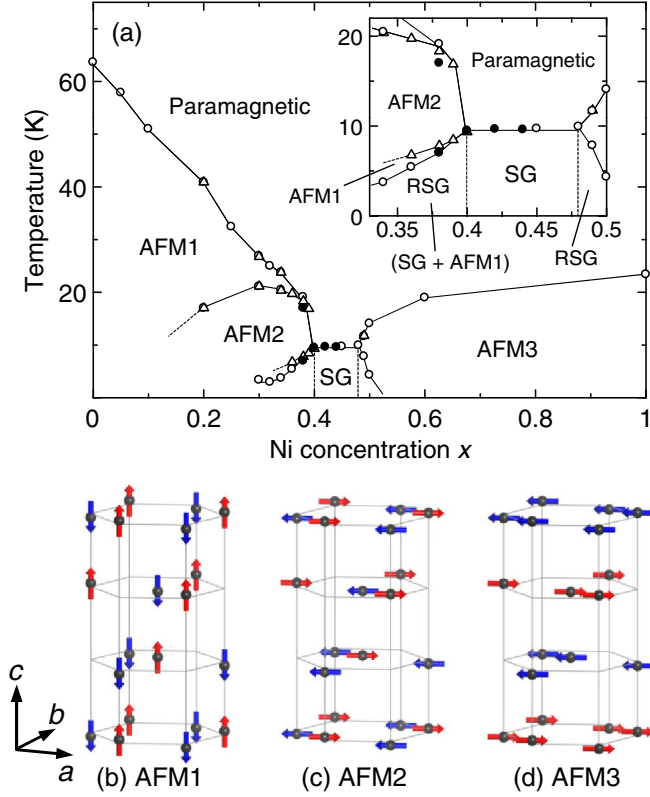 (a)
Temperature (K)
60
40
20
0
0.2
0.4
0.6
0.8
1
Ni concentration x
Paramagnetic
AFM1
AFM2
SG
AFM3
20
10
0
0.35
0.4
0.45
0.5
Paramagnetic
AFM2
AFM1
RSG
SG
(SG + AFM1)
RSG
c
b
a
(b) AFM1
(c) AFM2
(d) AFM3